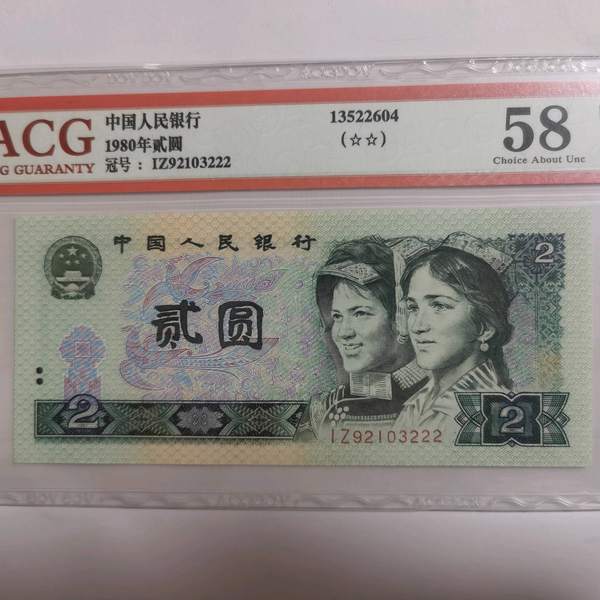 ACG
NG GUARANTY
中国人民银行
1980年贰圆
冠号：IZ92103222
13522604
(☆☆)
58
Choice About Unc
中国人民银行
2
贰圆
2
2
IZ92103222